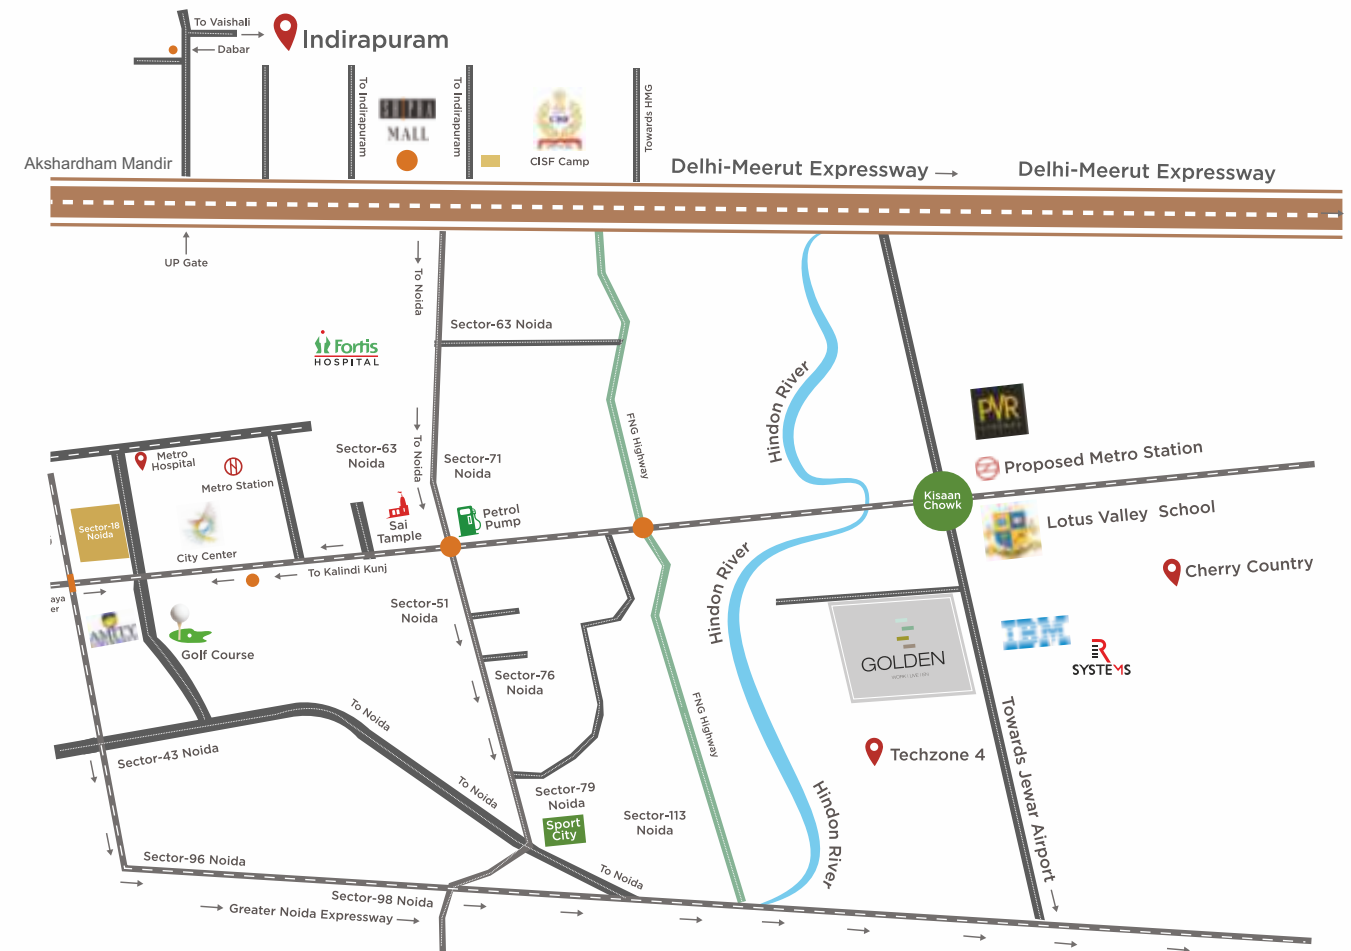 To Vaishali
Indirapuram
Dabar
To Indirapuram
MALL
To Indirapuram
CISF Camp
Towards HMG
Akshardham Mandir
Delhi-Meerut Expressway
Delhi-Meerut Expressway
UP Gate
To Noida
Sector-63 Noida
Fortis
HOSPITAL
Hindon River
PVR
FNG Highway
Metro
Hospital
Metro Station
Sector-63
Noida
To Noida
Sector-71
Noida
Proposed Metro Station
Kisaan
Chowk
Sector-18
Noida
City Center
Sai
Tample
Petrol
Pump
Lotus Valley School
To Kalindi Kunj
Hindon River
Cherry Country
aya
er
AMITY
Golf Course
Sector-51
Noida
IBM
R
SYSTEMS
GOLDEN
Sector-76
Noida
To Noida
FNG Highway
Towards Jewar Airport
Sector-43 Noida
Techzone 4
To Noida
Sector-79
Noida
Sport
City
Sector-113
Noida
Hindon River
Sector-96 Noida
To Noida
Sector-98 Noida
Greater Noida Expressway